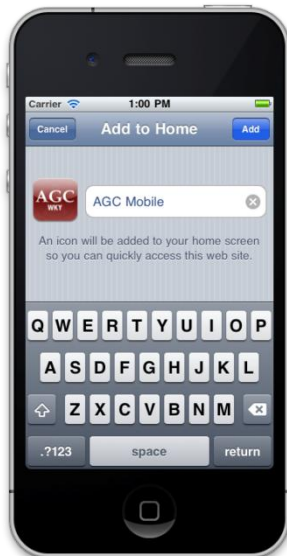 Carrier 1:00 PM
Cancel Add to Home Add
AGC
WKY
AGC Mobile
An icon will be added to your home screen
so you can quickly access this web site.
Q W E R T Y U I O P
A S D F G H J K L
Z X C V B N M
.?123 space return